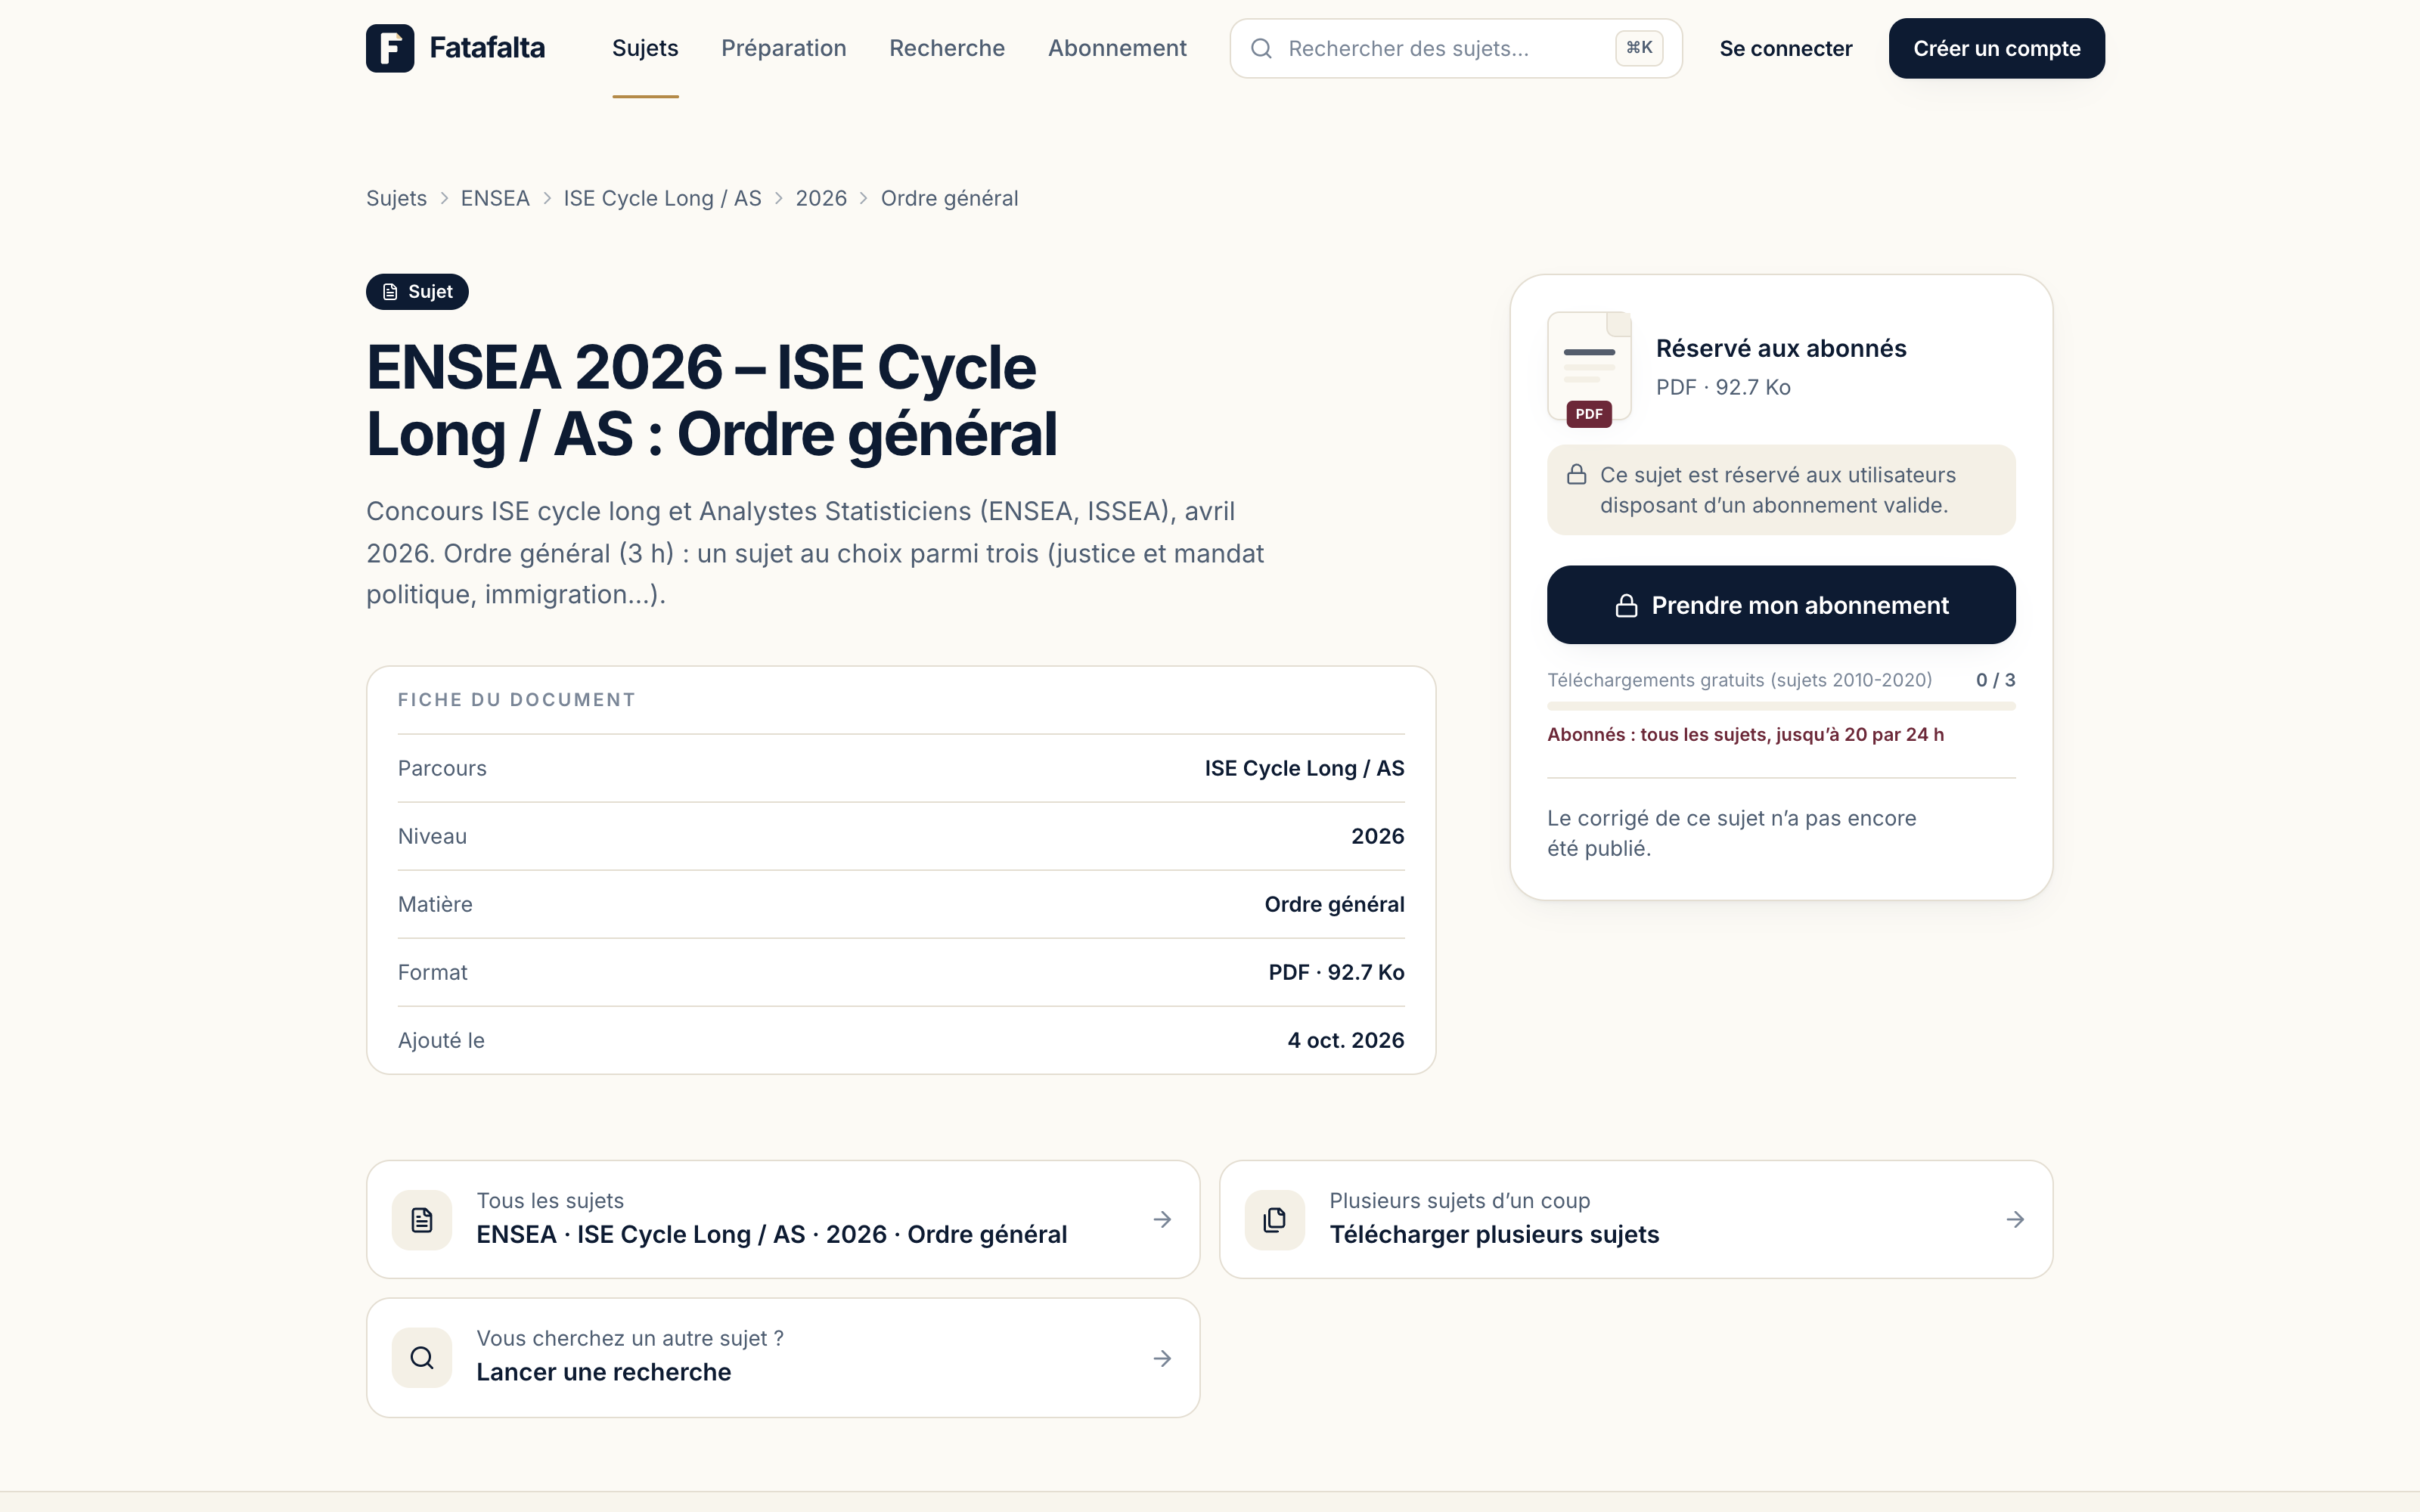 Fatafalta
Sujets
Préparation
Recherche
Abonnement
Rechercher des sujets...
⌘K
Se connecter
Créer un compte
Sujets > ENSEA > ISE Cycle Long / AS > 2026 > Ordre général
Sujet
ENSEA 2026 – ISE Cycle
Long / AS : Ordre général
Concours ISE cycle long et Analystes Statisticiens (ENSEA, ISSEA), avril
2026. Ordre général (3 h) : un sujet au choix parmi trois (justice et mandat
politique, immigration…).
FICHE DU DOCUMENT
Parcours ISE Cycle Long / AS
Niveau 2026
Matière Ordre général
Format PDF · 92.7 Ko
Ajouté le 4 oct. 2026
PDF
Réservé aux abonnés
PDF · 92.7 Ko
Ce sujet est réservé aux utilisateurs
disposant d’un abonnement valide.
Prendre mon abonnement
Téléchargements gratuits (sujets 2010-2020) 0 / 3
Abonnés : tous les sujets, jusqu’à 20 par 24 h
Le corrigé de ce sujet n’a pas encore
été publié.
Tous les sujets
ENSEA · ISE Cycle Long / AS · 2026 · Ordre général
Plusieurs sujets d’un coup
Télécharger plusieurs sujets
Vous cherchez un autre sujet ?
Lancer une recherche